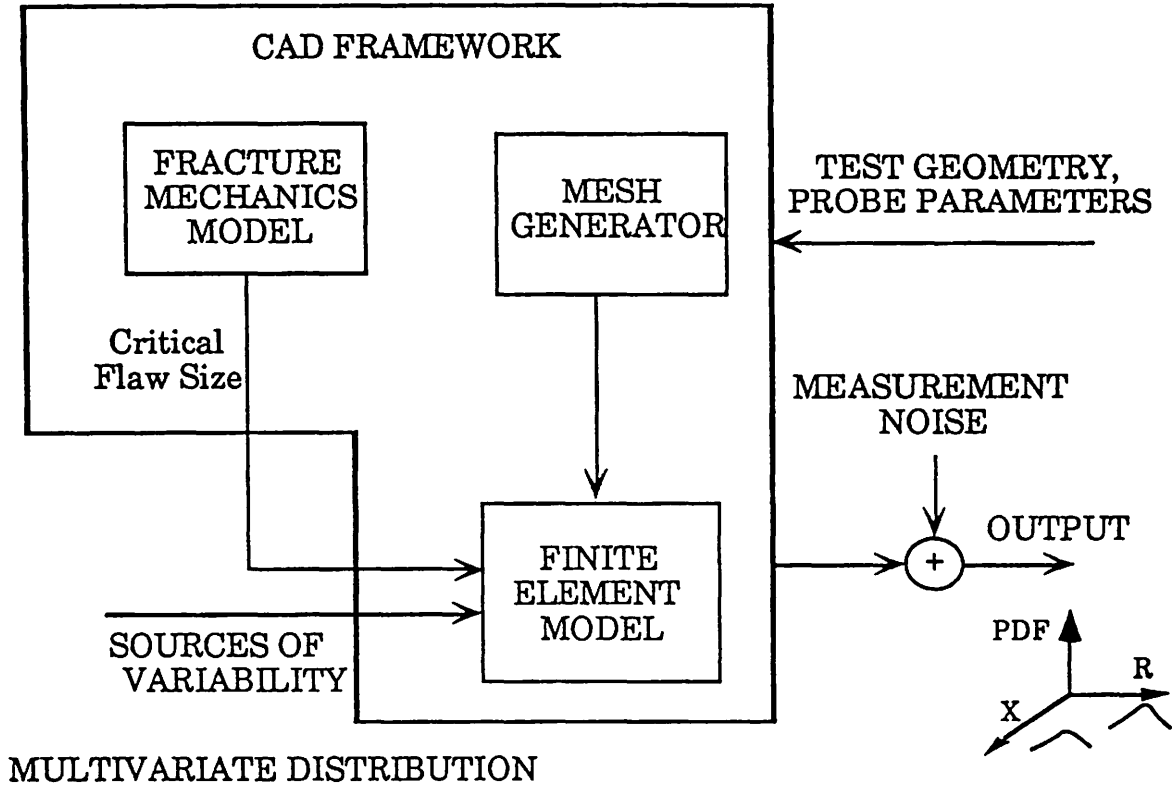 CAD FRAMEWORK
FRACTURE
MECHANICS
MODEL
MESH
GENERATOR
TEST GEOMETRY,
PROBE PARAMETERS
Critical
Flaw Size
MEASUREMENT
NOISE
FINITE
ELEMENT
MODEL
+
OUTPUT
SOURCES OF
VARIABILITY
PDF
R
X
MULTIVARIATE DISTRIBUTION